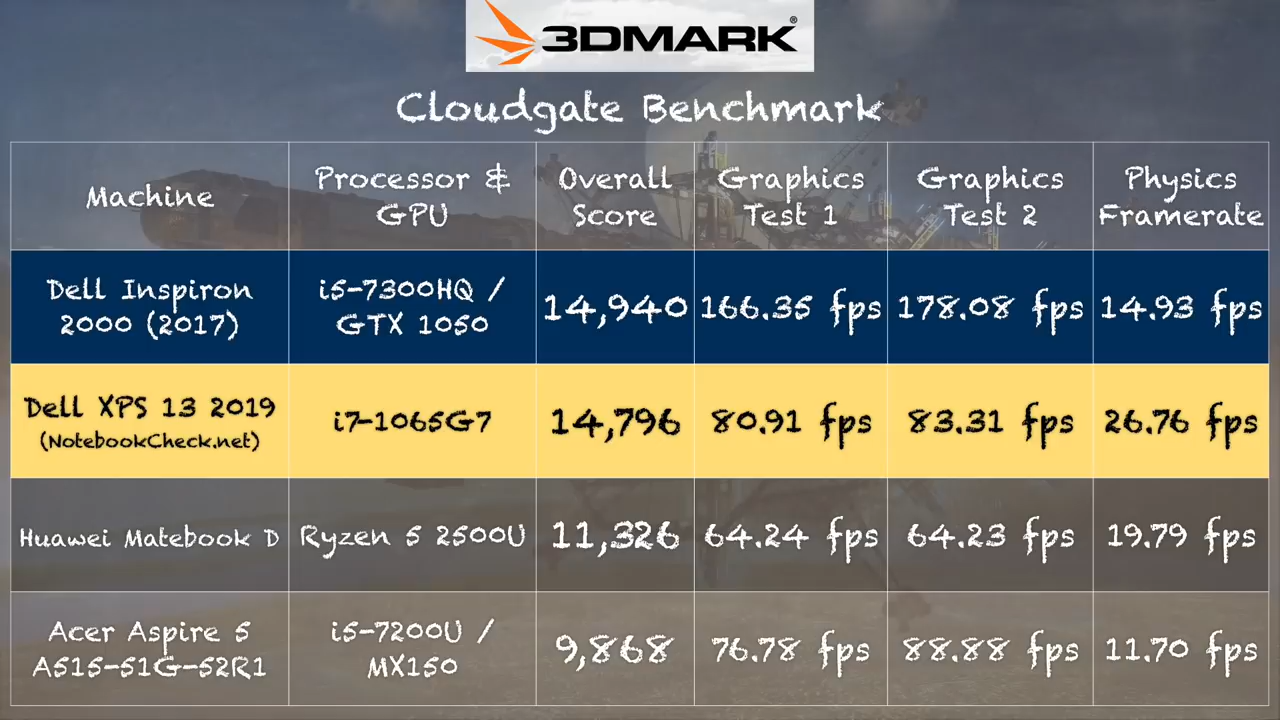 3DMARK®
Cloudgate Benchmark
Machine
Processor &
GPU
Overall
Score
Graphics
Test 1
Graphics
Test 2
Physics
Framerate
Dell Inspiron
2000 (2017)
i5-7300HQ /
GTX 1050
14,940
166.35 fps
178.08 fps
14.93 fps
Dell XPS 13 2019
(NotebookCheck.net)
i7-1065G7
14,796
80.91 fps
83.31 fps
26.76 fps
Huawei Matebook D
Ryzen 5 2500U
11,326
64.24 fps
64.23 fps
19.79 fps
Acer Aspire 5
A515-51G-52R1
i5-7200U /
MX150
9,868
76.78 fps
88.88 fps
11.70 fps